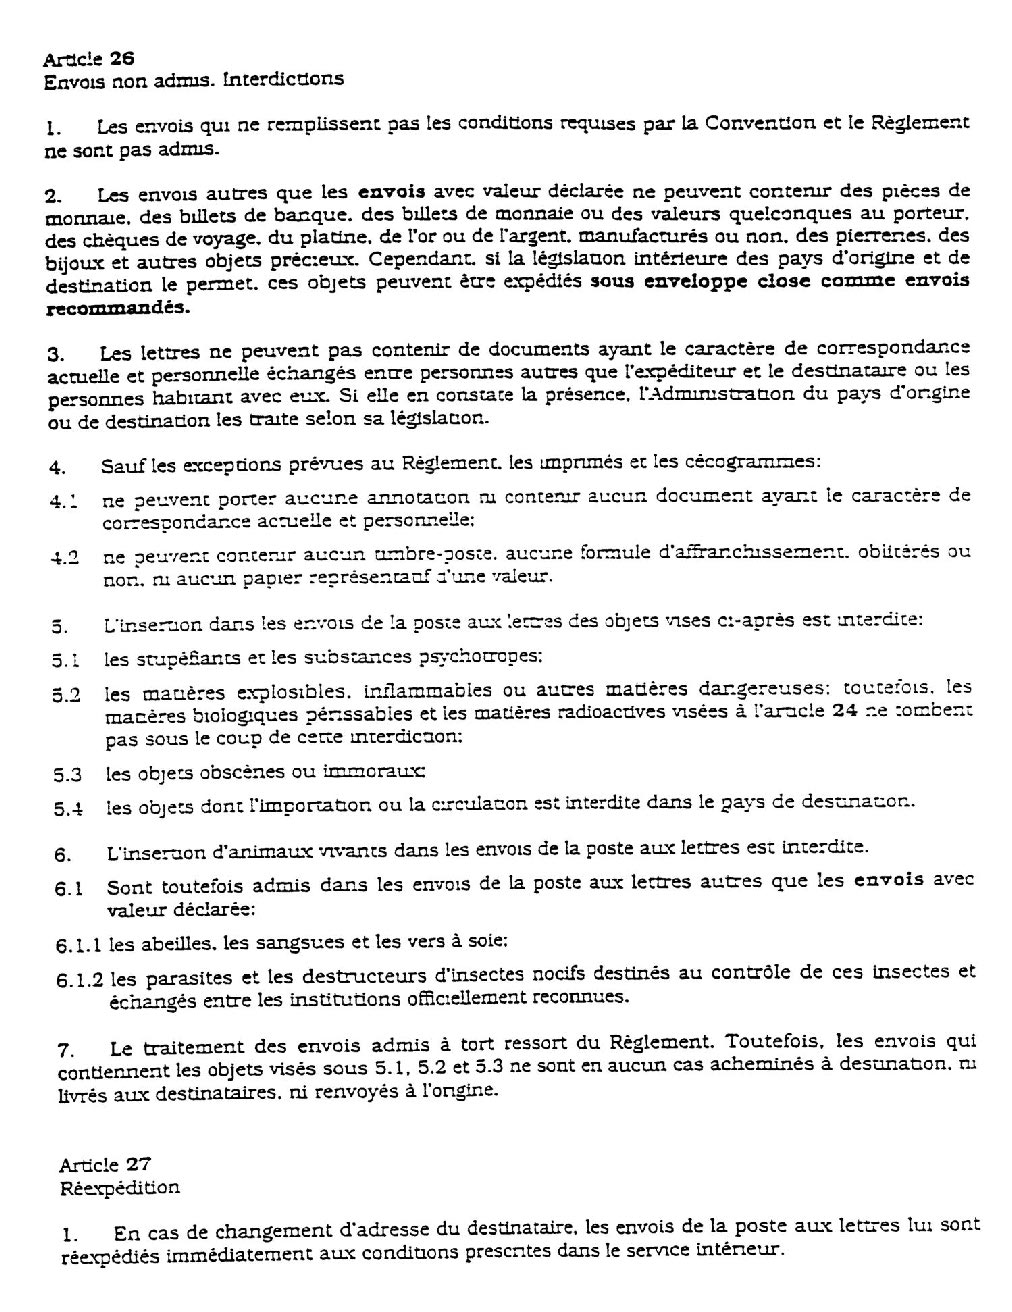 Article 26
Envois non admis. Interdictions
1. Les envois qui ne remplissent pas les conditions requises par la Convention et le Règlement
ne sont pas admis.
2. Les envois autres que les envois avec valeur déclarée ne peuvent contenir des pièces de
monnaie, des billets de banque, des billets de monnaie ou des valeurs quelconques au porteur,
des chèques de voyage, du platine, de l'or ou de l'argent, manufacturés ou non, des pierreries, des
bijoux et autres objets précieux. Cependant, si la législation intérieure des pays d'origine et de
destination le permet, ces objets peuvent être expédiés sous enveloppe close comme envois
recommandés.
3. Les lettres ne peuvent pas contenir de documents ayant le caractère de correspondance
actuelle et personnelle échangés entre personnes autres que l'expéditeur et le destinataire ou les
personnes habitant avec eux. Si elle en constate la présence, l'Administration du pays d'origine
ou de destination les traite selon sa législation.
4. Sauf les exceptions prévues au Règlement, les imprimés et les cécogrammes:
4.1 ne peuvent porter aucune annotation ni contenir aucun document ayant le caractère de
correspondance actuelle et personnelle;
4.2 ne peuvent contenir aucun timbre-poste, aucune formule d'affranchissement, oblitérés ou
non, ni aucun papier représentatif d'une valeur.
5. L'insertion dans les envois de la poste aux lettres des objets visés ci-après est interdite:
5.1 les stupéfiants et les substances psychotropes;
5.2 les matières explosibles, inflammables ou autres matières dangereuses; toutefois, les
matières biologiques périssables et les matières radioactives visées à l'article 24 ne tombent
pas sous le coup de cette interdiction;
5.3 les objets obscènes ou immoraux;
5.4 les objets dont l'importation ou la circulation est interdite dans le pays de destination.
6. L'insertion d'animaux vivants dans les envois de la poste aux lettres est interdite.
6.1 Sont toutefois admis dans les envois de la poste aux lettres autres que les envois avec
valeur déclarée:
6.1.1 les abeilles, les sangsues et les vers à soie;
6.1.2 les parasites et les destructeurs d'insectes nocifs destinés au contrôle de ces insectes et
échangés entre les institutions officiellement reconnues.
7. Le traitement des envois admis à tort ressort du Règlement. Toutefois, les envois qui
contiennent les objets visés sous 5.1, 5.2 et 5.3 ne sont en aucun cas acheminés à destination, ni
livrés aux destinataires, ni renvoyés à l'origine.
Article 27
Réexpédition
1. En cas de changement d'adresse du destinataire, les envois de la poste aux lettres lui sont
réexpédiés immédiatement aux conditions prescrites dans le service intérieur.